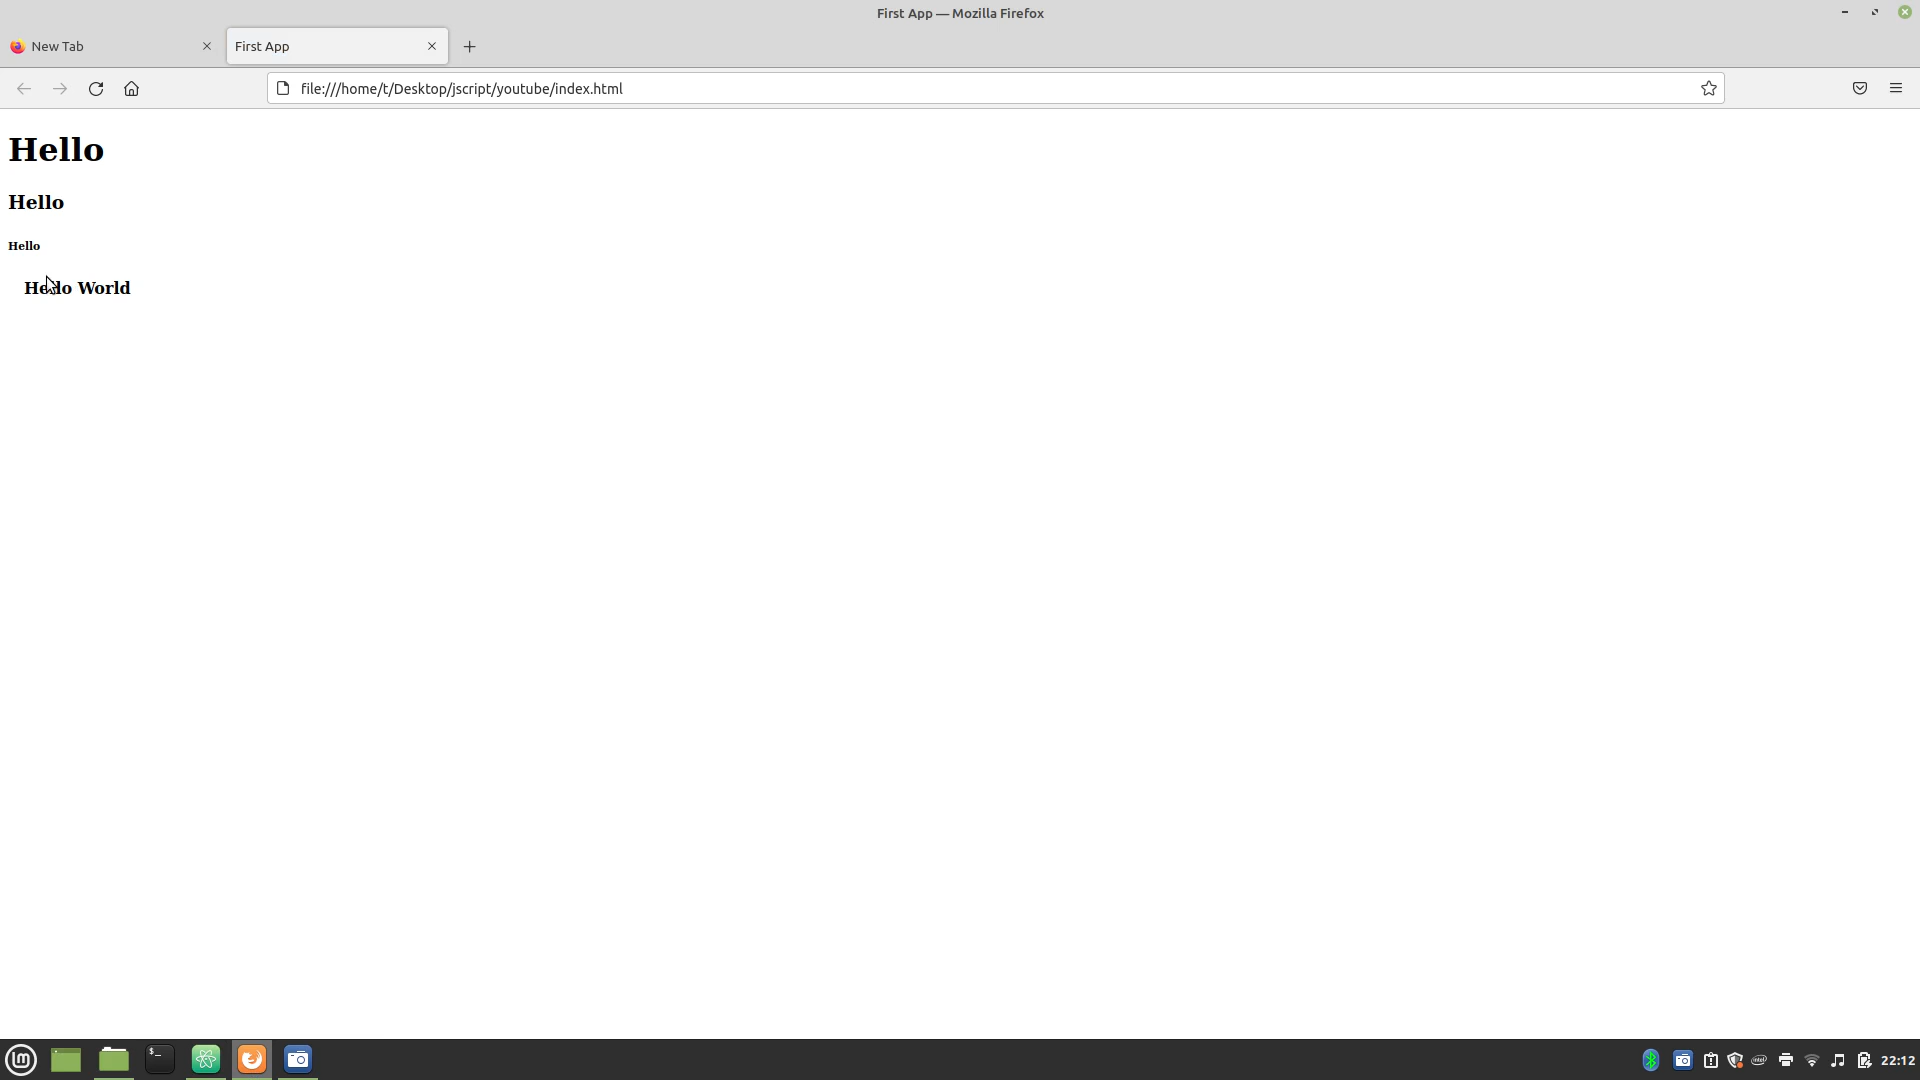 First App — Mozilla Firefox
New Tab
First App
file:///home/t/Desktop/jscript/youtube/index.html
Hello
Hello
Hello
Hello World
22:12